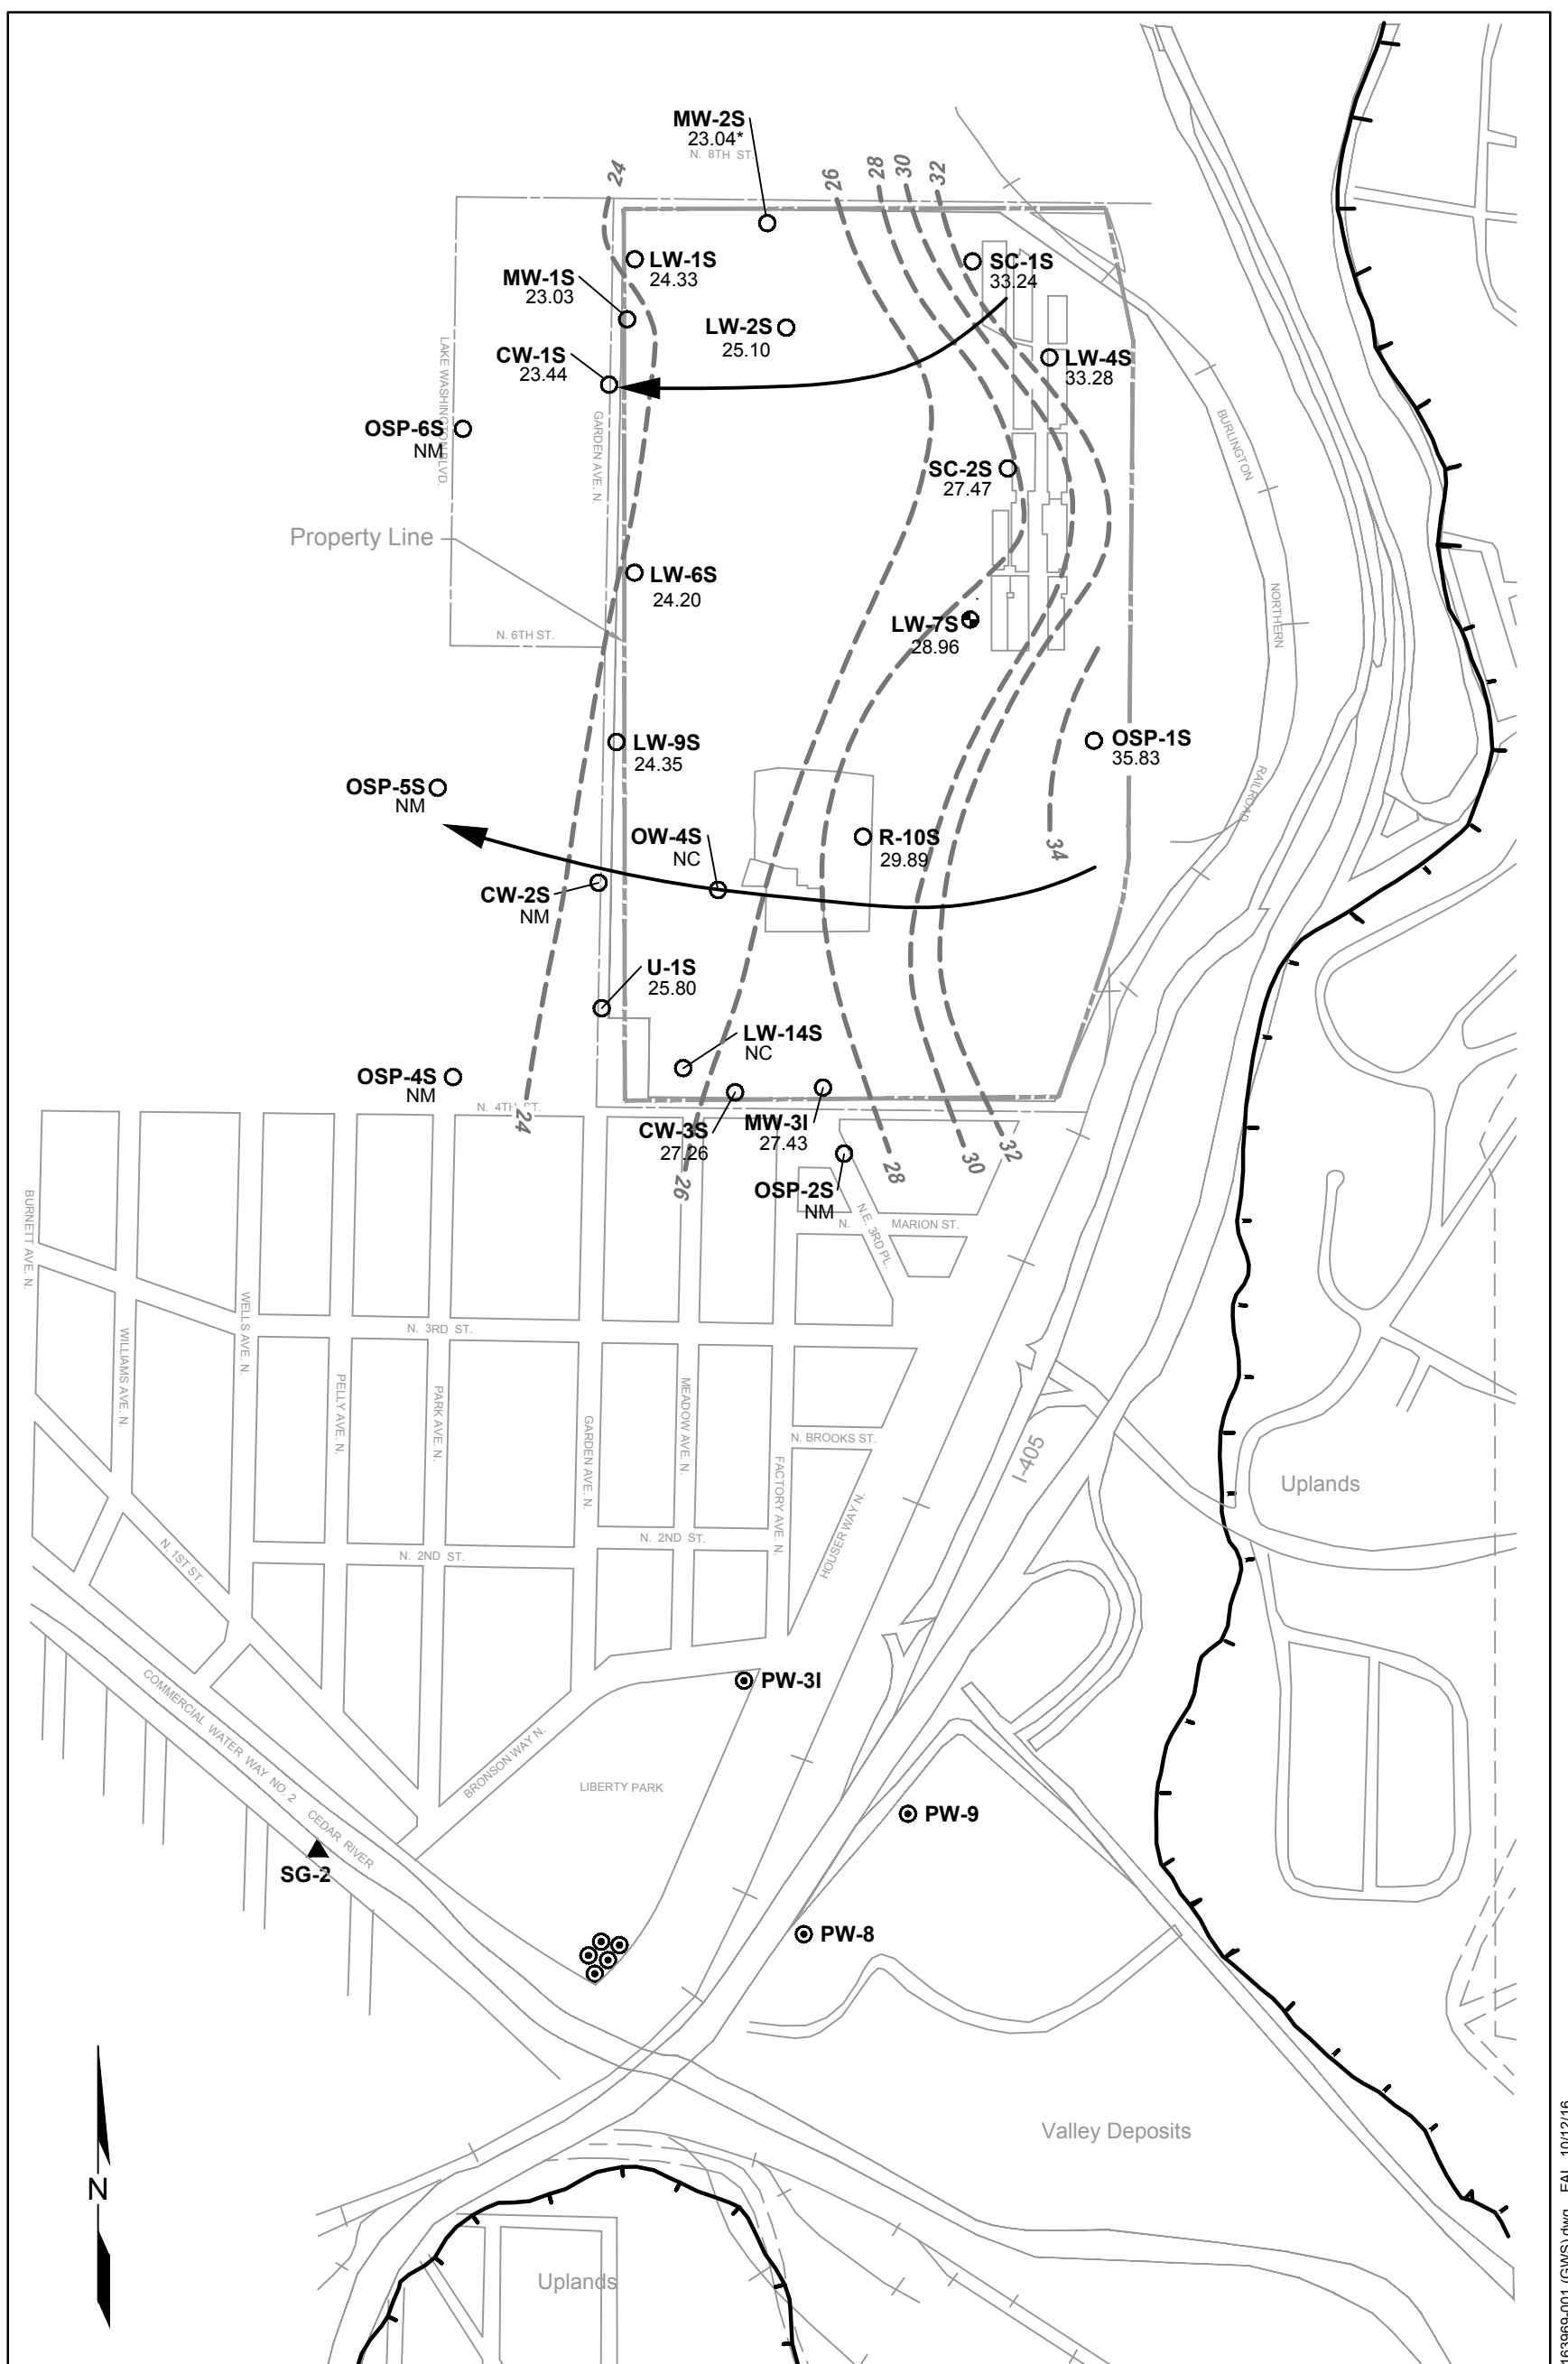 MW-2S
23.04*
N. 8TH ST.
24
26
28
30
32
LW-1S
24.33
MW-1S
23.03
SC-1S
33.24
LW-2S
25.10
CW-1S
23.44
LW-4S
33.28
LAKE WASHINGTON BLVD.
GARDEN AVE. N.
OSP-6S
NM
BURLINGTON
SC-2S
27.47
Property Line
LW-6S
24.20
N. 6TH ST.
LW-7S
28.96
NORTHERN
LW-9S
24.35
OSP-1S
35.83
OSP-5S
NM
RAILROAD
OW-4S
NC
R-10S
29.89
34
CW-2S
NM
U-1S
25.80
LW-14S
NC
OSP-4S
NM
N. 4TH ST.
24
CW-3S
27.26
MW-3I
27.43
26
28
30
32
OSP-2S
NM
N.
MARION ST.
N.E. 3RD PL.
BURNETT AVE. N.
WILLIAMS AVE. N.
WELLS AVE. N.
PELLY AVE. N.
PARK AVE. N.
N. 3RD ST.
GARDEN AVE. N.
MEADOW AVE. N.
FACTORY AVE. N.
N. BROOKS ST.
HOUSER WAY N.
I-405
Uplands
N. 1ST ST.
N. 2ND ST.
N. 2ND ST.
PW-3I
COMMERCIAL WATER WAY NO. 2
CEDAR RIVER
BRONSON WAY N.
LIBERTY PARK
PW-9
SG-2
PW-8
N
Valley Deposits
Uplands
163969-001 (GWS).dwg EAL 10/12/16